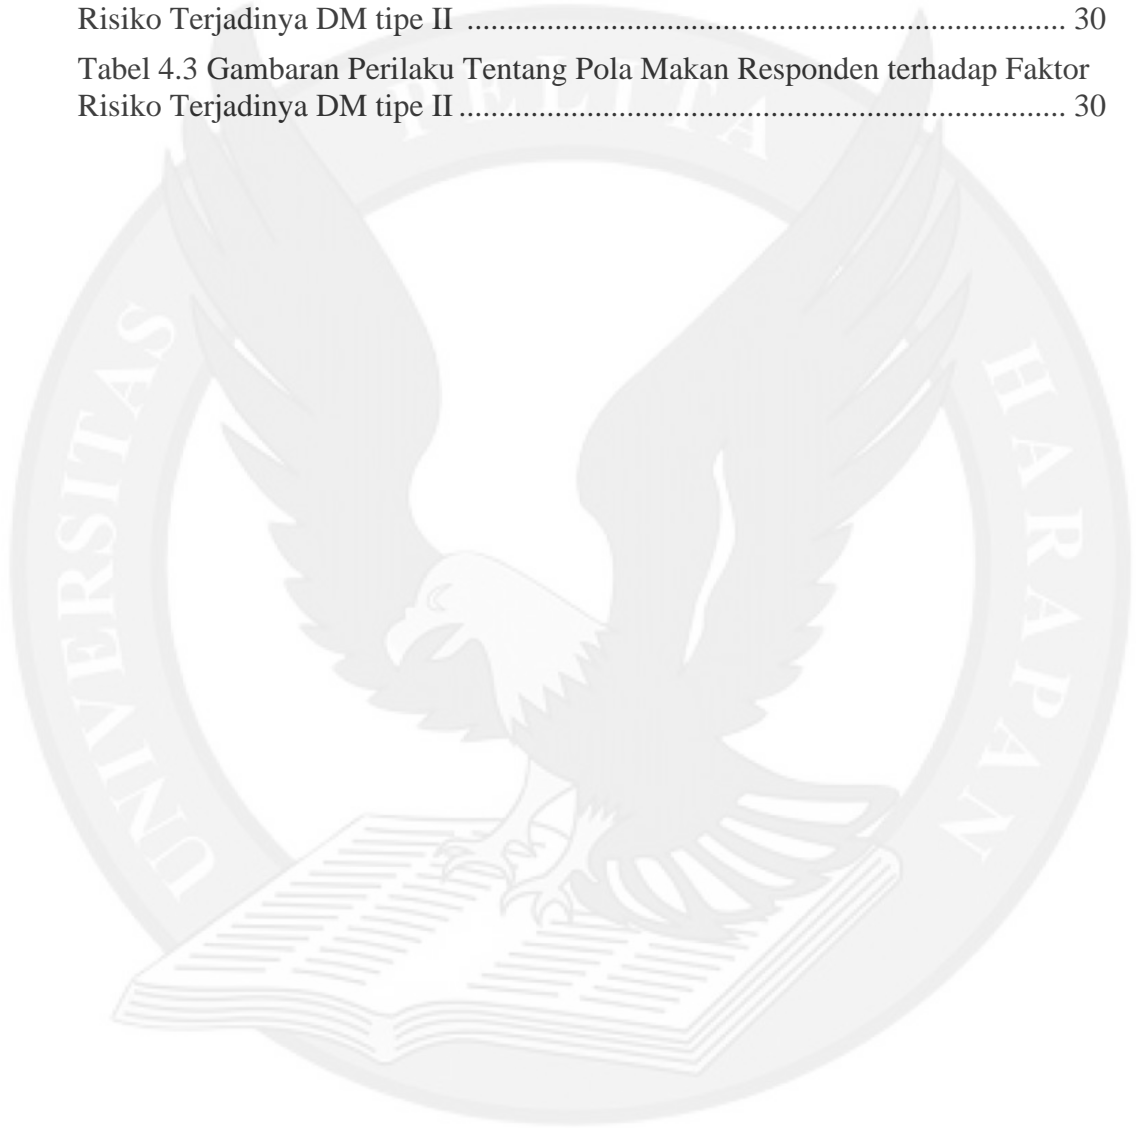 Risiko Terjadinya DM tipe II ................................................................ 30
Tabel 4.3 Gambaran Perilaku Tentang Pola Makan Responden terhadap Faktor
Risiko Terjadinya DM tipe II ................................................................. 30
UNIVERSITAS PELITA HARAPAN